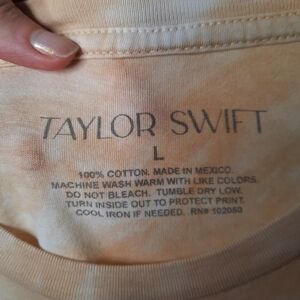 TAYLOR SWIFT
L
100% COTTON. MADE IN MEXICO.
MACHINE WASH WARM WITH LIKE COLORS.
DO NOT BLEACH. TUMBLE DRY LOW.
TURN INSIDE OUT TO PROTECT PRINT.
COOL IRON IF NEEDED. RN# 102050